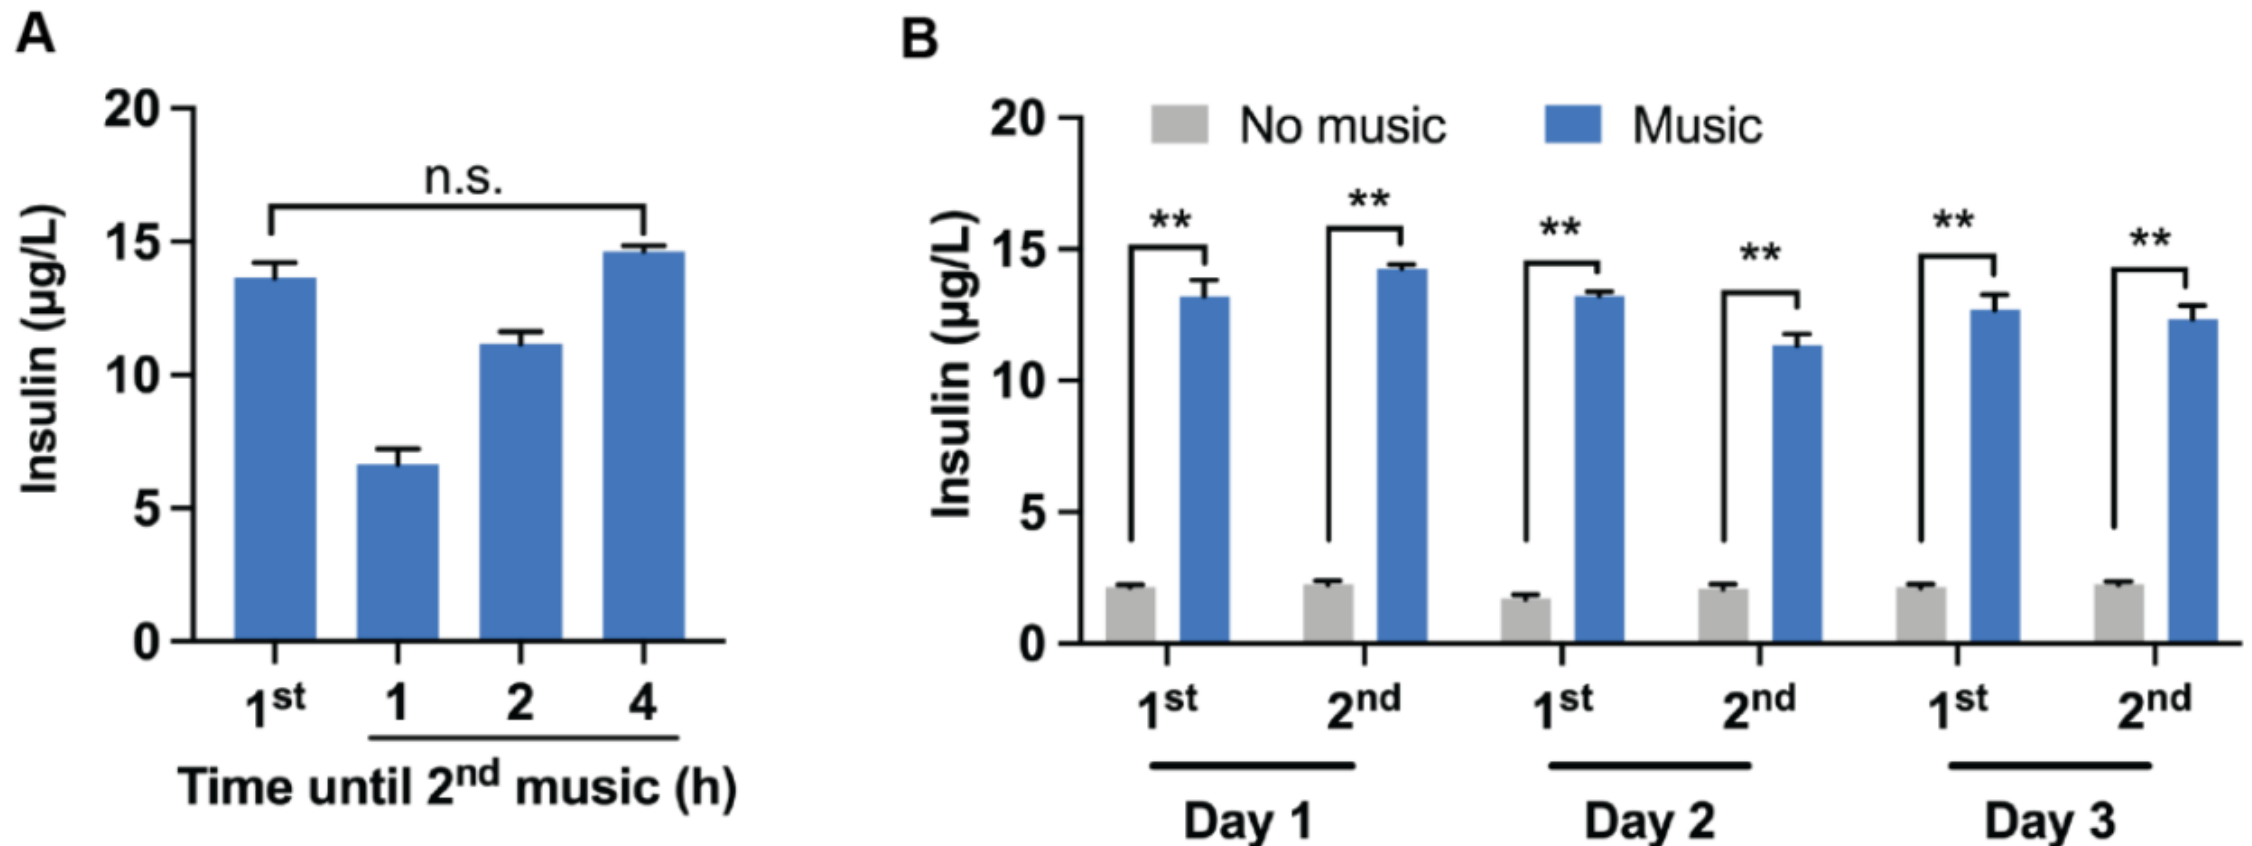 A
20
15
10
5
0
Insulin (µg/L)
n.s.
1st
1
2
4
Time until 2nd music (h)
B
20
15
10
5
0
Insulin (µg/L)
No music
Music
**
**
**
**
**
**
1st
2nd
1st
2nd
1st
2nd
Day 1
Day 2
Day 3